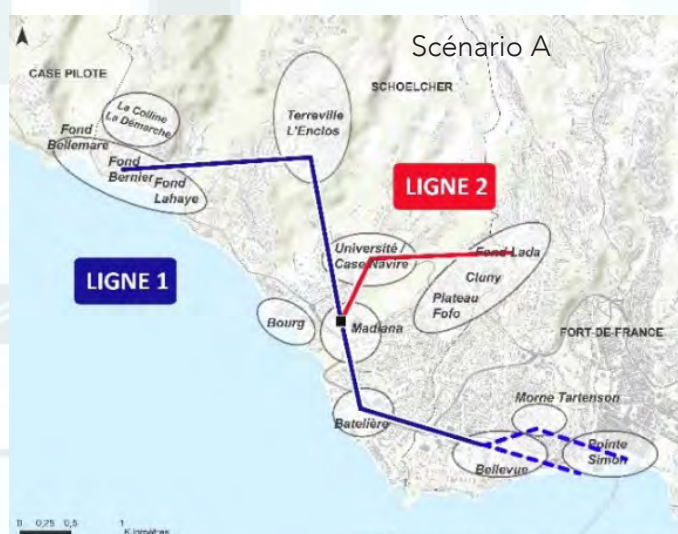 Scénario A
CASE PILOTE
SCHOELCHER
La Colline
La Démarche
Terreville
L'Enclos
Fond
Bellemare
Fond
Bernier
Fond
Lahaye
LIGNE 2
Université /
Case Navire
Fond Lada
Cluny
LIGNE 1
Plateau
Fofo
Bourg
Madiana
FORT-DE-FRANCE
Morne Tartenson
Batelière
Pointe
Simon
Bellevue
0 0,25 0,5 1
Kilomètres